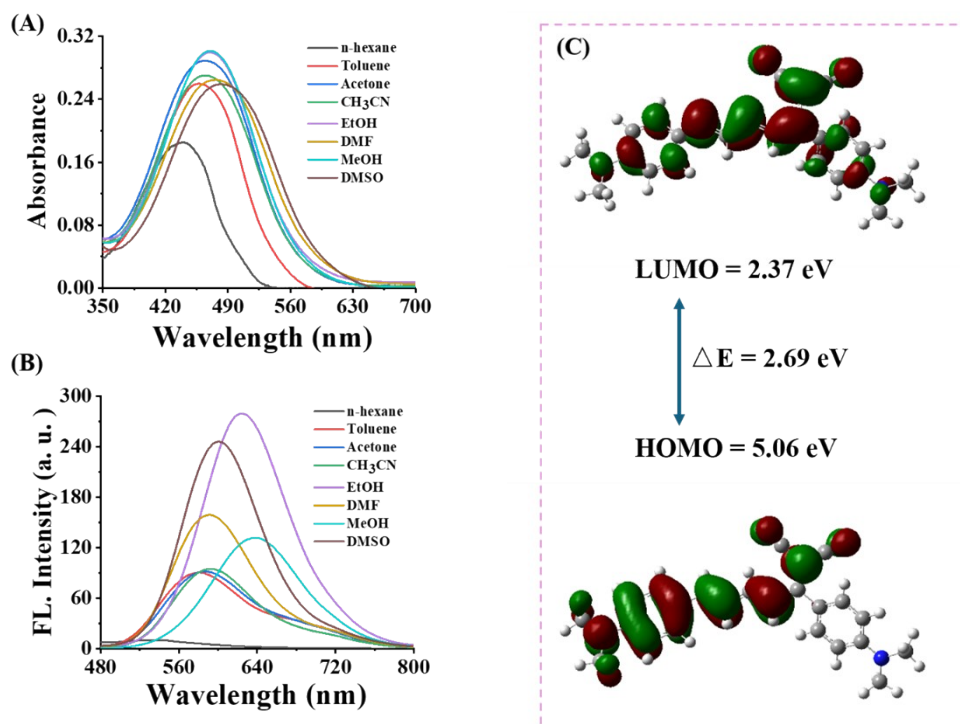 (A)
0.32
0.24
0.16
0.08
0.00
Absorbance
n-hexane
Toluene
Acetone
CH3CN
EtOH
DMF
MeOH
DMSO
350 420 490 560 630 700
Wavelength (nm)
(B)
300
240
180
120
60
0
FL. Intensity (a. u.)
n-hexane
Toluene
Acetone
CH3CN
EtOH
DMF
MeOH
DMSO
480 560 640 720 800
Wavelength (nm)
(C)
LUMO = 2.37 eV
△E = 2.69 eV
HOMO = 5.06 eV